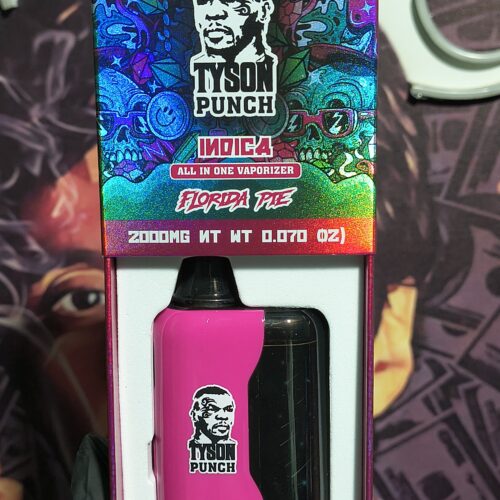 TYSON
PUNCH
INDICA
ALL IN ONE VAPORIZER
FLORIDA PIE
2000MG NT WT 0.070 OZ)
TYSON
PUNCH